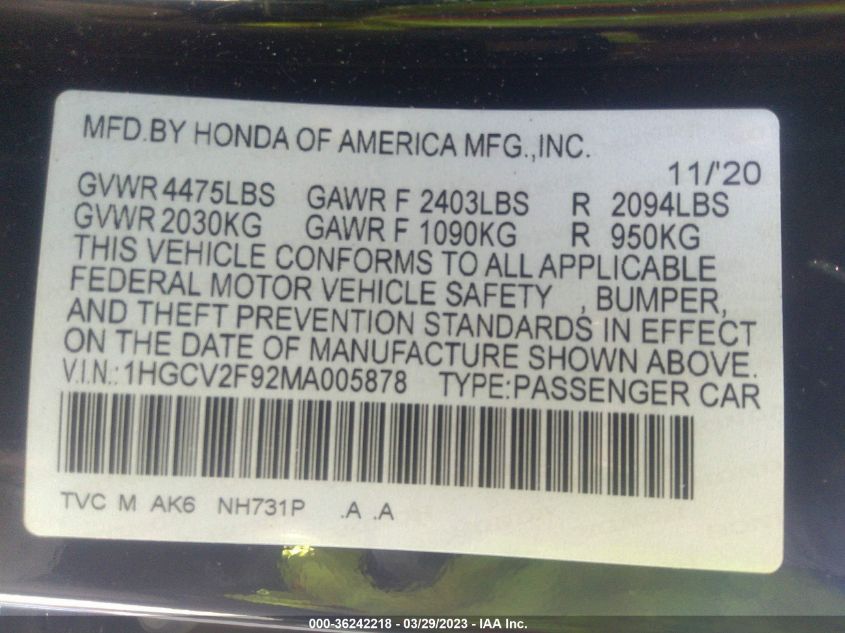 MFD.BY HONDA OF AMERICA MFG.,INC.
11/'20
GVWR 4475LBS GAWR F 2403LBS R 2094LBS
GVWR 2030KG GAWR F 1090KG R 950KG
THIS VEHICLE CONFORMS TO ALL APPLICABLE
FEDERAL MOTOR VEHICLE SAFETY , BUMPER,
AND THEFT PREVENTION STANDARDS IN EFFECT
ON THE DATE OF MANUFACTURE SHOWN ABOVE.
V.I.N.: 1HGCV2F92MA005878 TYPE:PASSENGER CAR
TVC M AK6 NH731P .A .A
000-36242218 - 03/29/2023 - IAA Inc.